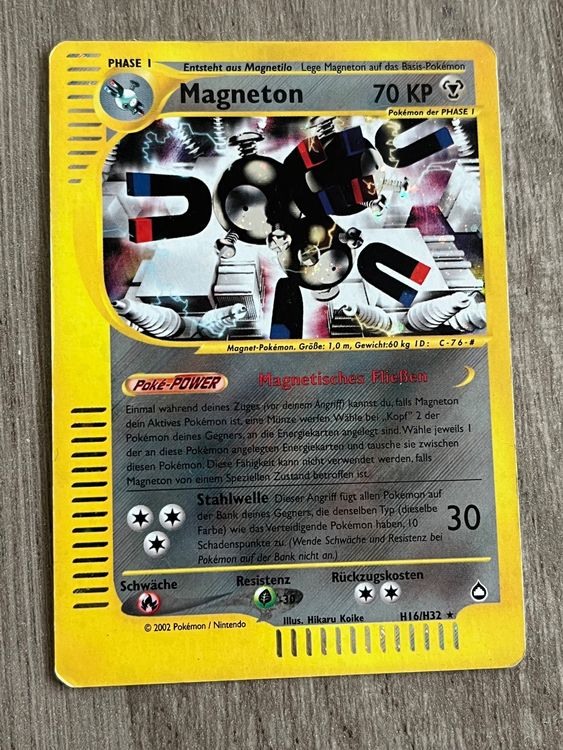 PHASE 1
Entsteht aus Magnetilo Lege Magneton auf das Basis-Pokémon
Magneton 70 KP
Pokémon der PHASE 1
Magnet-Pokémon. Größe: 1,0 m, Gewicht:60 kg ID: C-76-#
Poké-POWER Magnetisches Fließen
Einmal während deines Zuges (vor deinem Angriff) kannst du, falls Magneton
dein Aktives Pokémon ist, eine Münze werfen. Wähle bei „Kopf" 2 der
Pokémon deines Gegners, an die Energiekarten angelegt sind. Wähle jeweils 1
der an diese Pokémon angelegten Energiekarten und tausche sie zwischen
diesen Pokémon. Diese Fähigkeit kann nicht verwendet werden, falls
Magneton von einem Speziellen Zustand betroffen ist.
Stahlwelle Dieser Angriff fügt allen Pokémon auf
der Bank deines Gegners, die denselben Typ (dieselbe
Farbe) wie das Verteidigende Pokémon haben, 10
Schadenspunkte zu. (Wende Schwäche und Resistenz bei
Pokémon auf der Bank nicht an.)
30
Schwäche Resistenz Rückzugskosten
-30
Illus. Hikaru Koike H16/H32 ★
© 2002 Pokémon / Nintendo